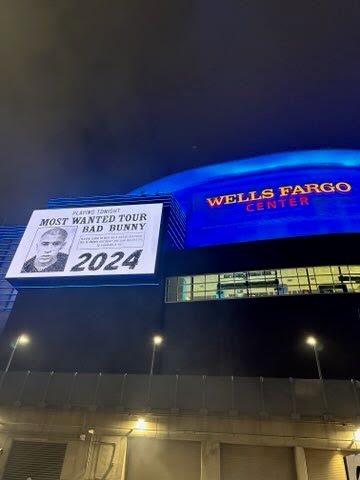 PLAYING TONIGHT
MOST WANTED TOUR
BAD BUNNY
2024
WELLS FARGO
CENTER